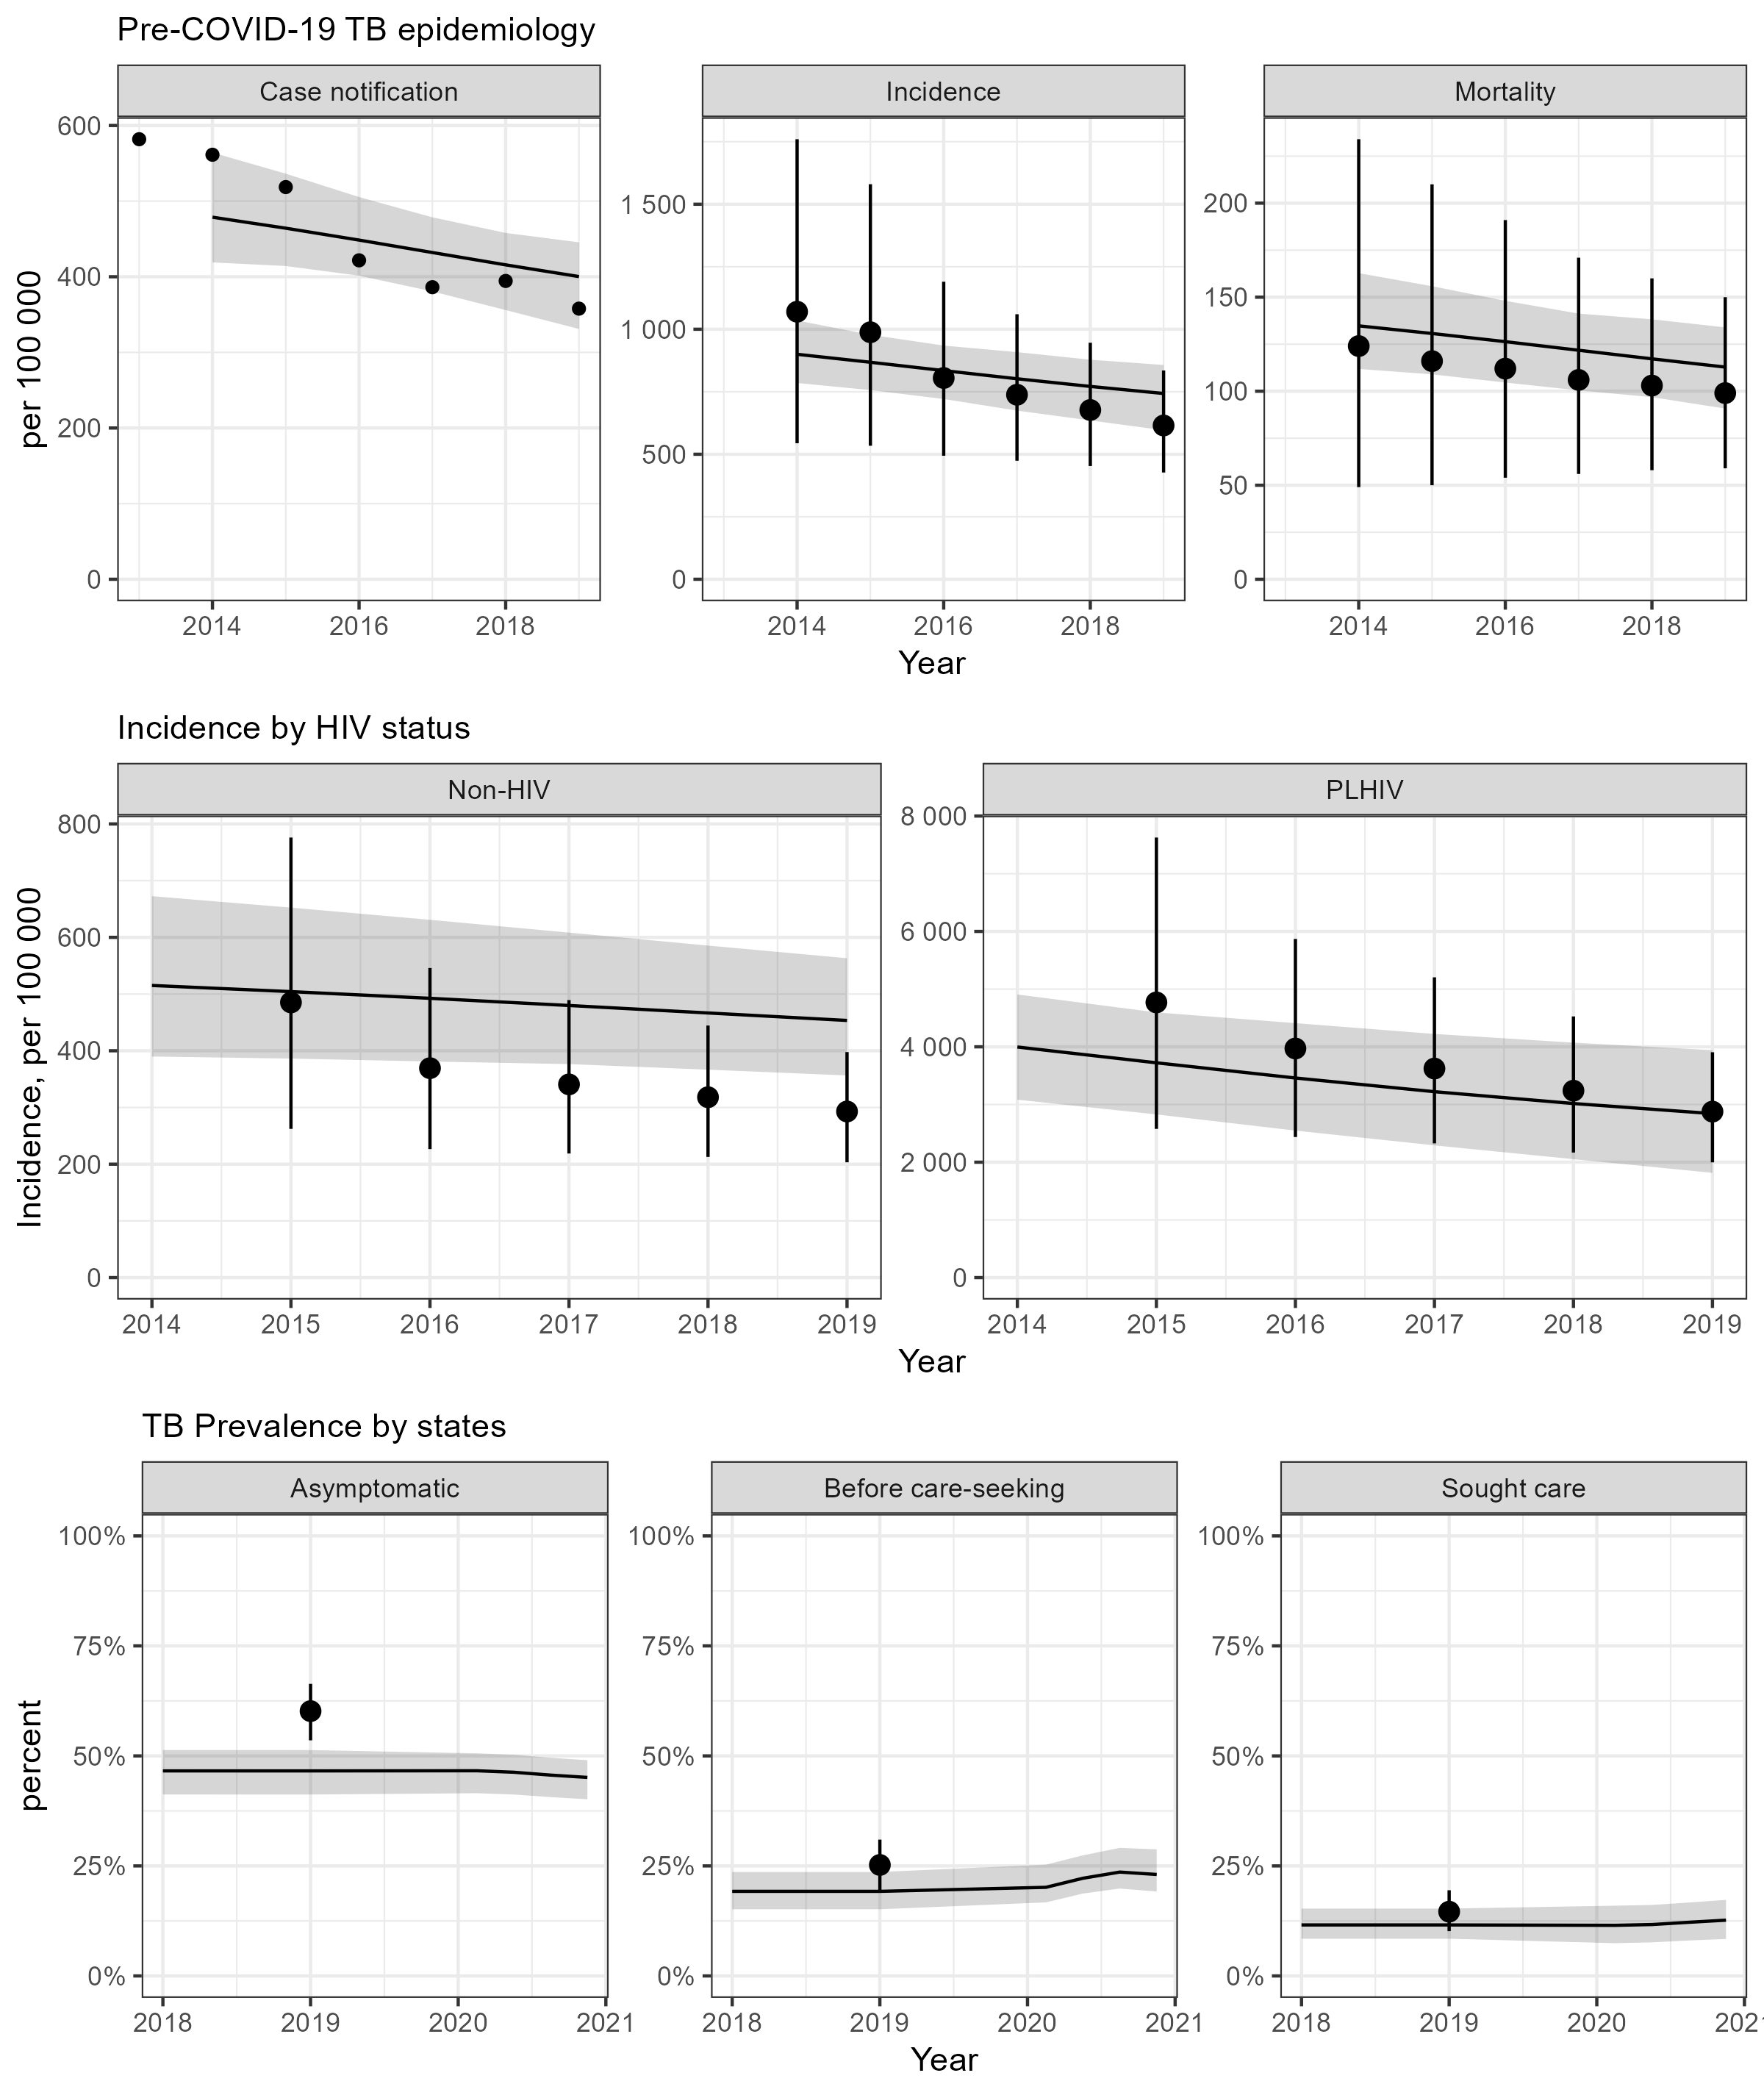 Pre-COVID-19 TB epidemiology
Case notification Incidence Mortality
per 100 000
600
400
200
0
1 500
1 000
500
0
200
150
100
50
0
2014 2016 2018 2014 2016 2018 2014 2016 2018
Year
Incidence by HIV status
Non-HIV PLHIV
Incidence, per 100 000
800
600
400
200
0
8 000
6 000
4 000
2 000
0
2014 2015 2016 2017 2018 2019 2014 2015 2016 2017 2018 2019
Year
TB Prevalence by states
Asymptomatic Before care-seeking Sought care
percent
100%
75%
50%
25%
0%
100%
75%
50%
25%
0%
100%
75%
50%
25%
0%
2018 2019 2020 2021 2018 2019 2020 2021 2018 2019 2020 202
Year